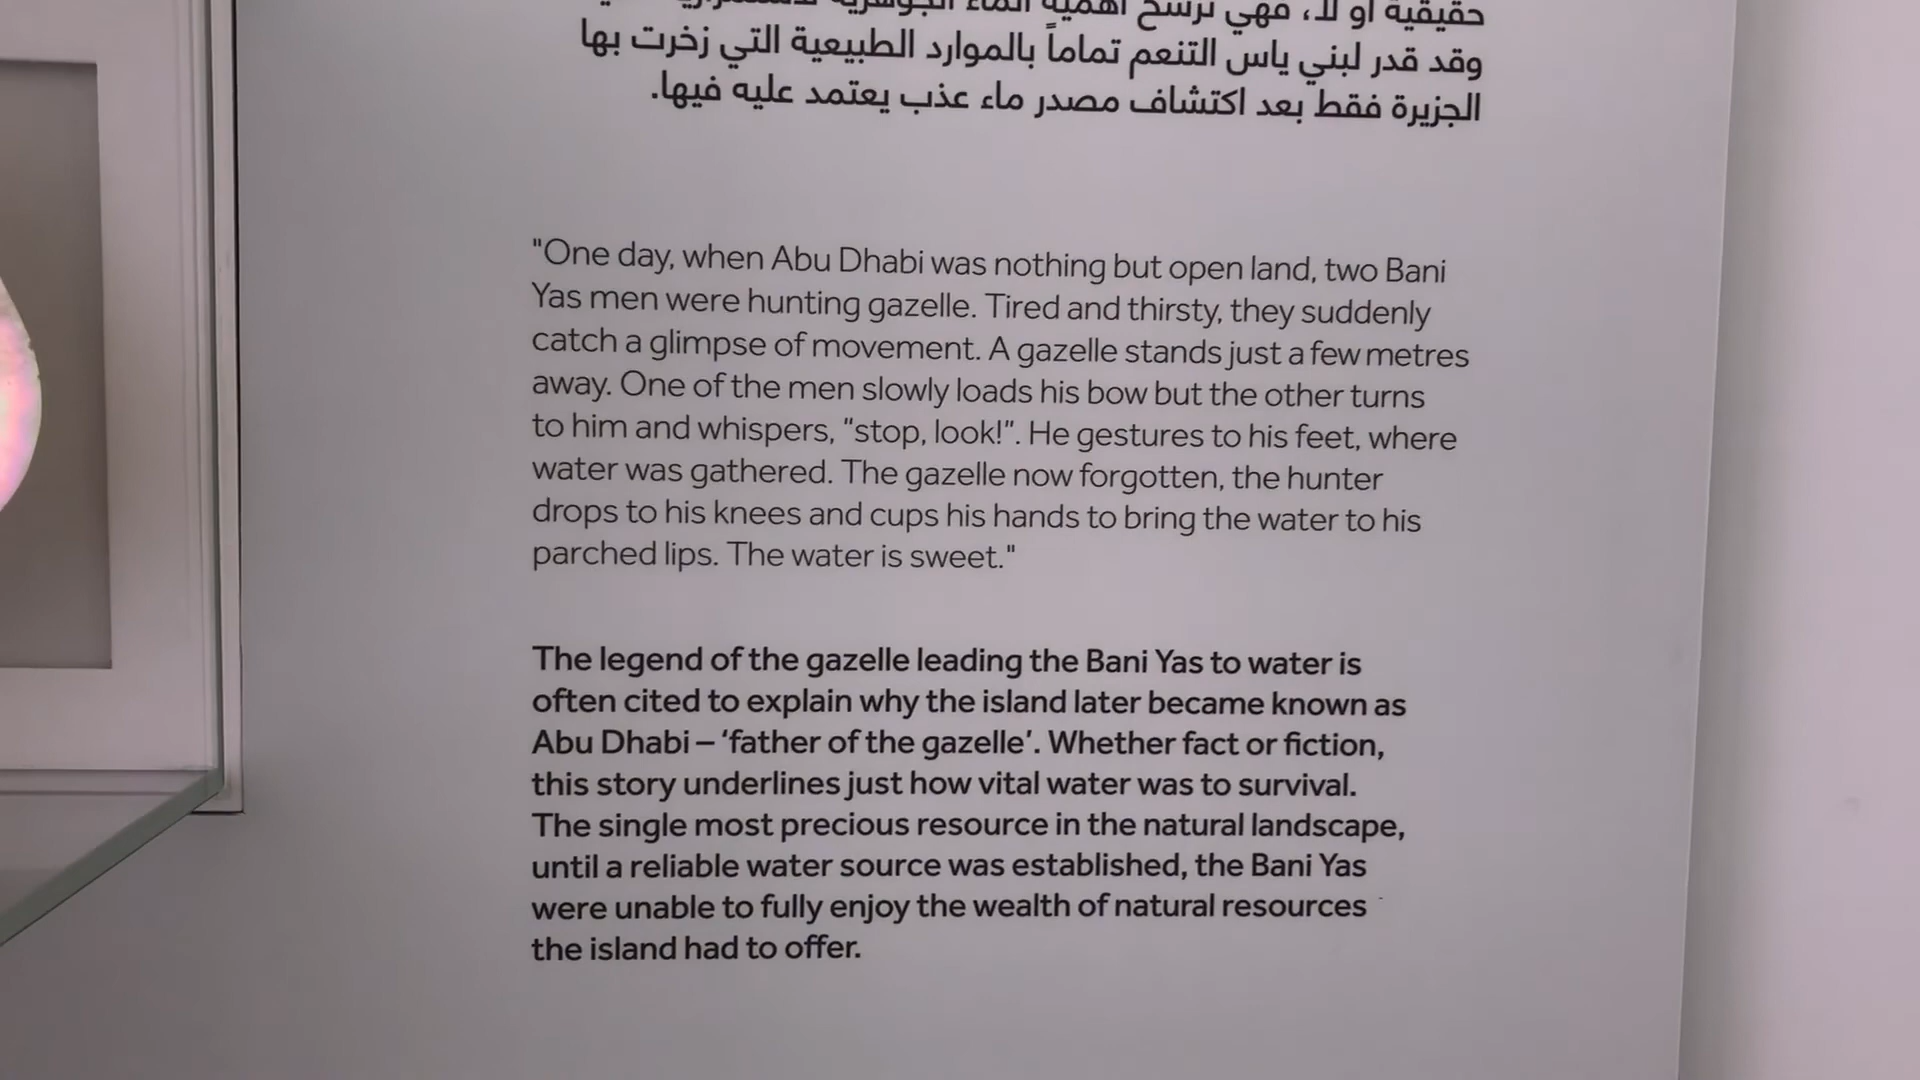 حقيقية أو لا، فهي ترسخ أهمية الماء الجوهرية
وقد قدر لبني ياس التنعم تماماً بالموارد الطبيعية التي زخرت بها
الجزيرة فقط بعد اكتشاف مصدر ماء عذب يعتمد عليه فيها.
"One day, when Abu Dhabi was nothing but open land, two Bani
Yas men were hunting gazelle. Tired and thirsty, they suddenly
catch a glimpse of movement. A gazelle stands just a few metres
away. One of the men slowly loads his bow but the other turns
to him and whispers, “stop, look!”. He gestures to his feet, where
water was gathered. The gazelle now forgotten, the hunter
drops to his knees and cups his hands to bring the water to his
parched lips. The water is sweet."
The legend of the gazelle leading the Bani Yas to water is
often cited to explain why the island later became known as
Abu Dhabi – ‘father of the gazelle’. Whether fact or fiction,
this story underlines just how vital water was to survival.
The single most precious resource in the natural landscape,
until a reliable water source was established, the Bani Yas
were unable to fully enjoy the wealth of natural resources
the island had to offer.